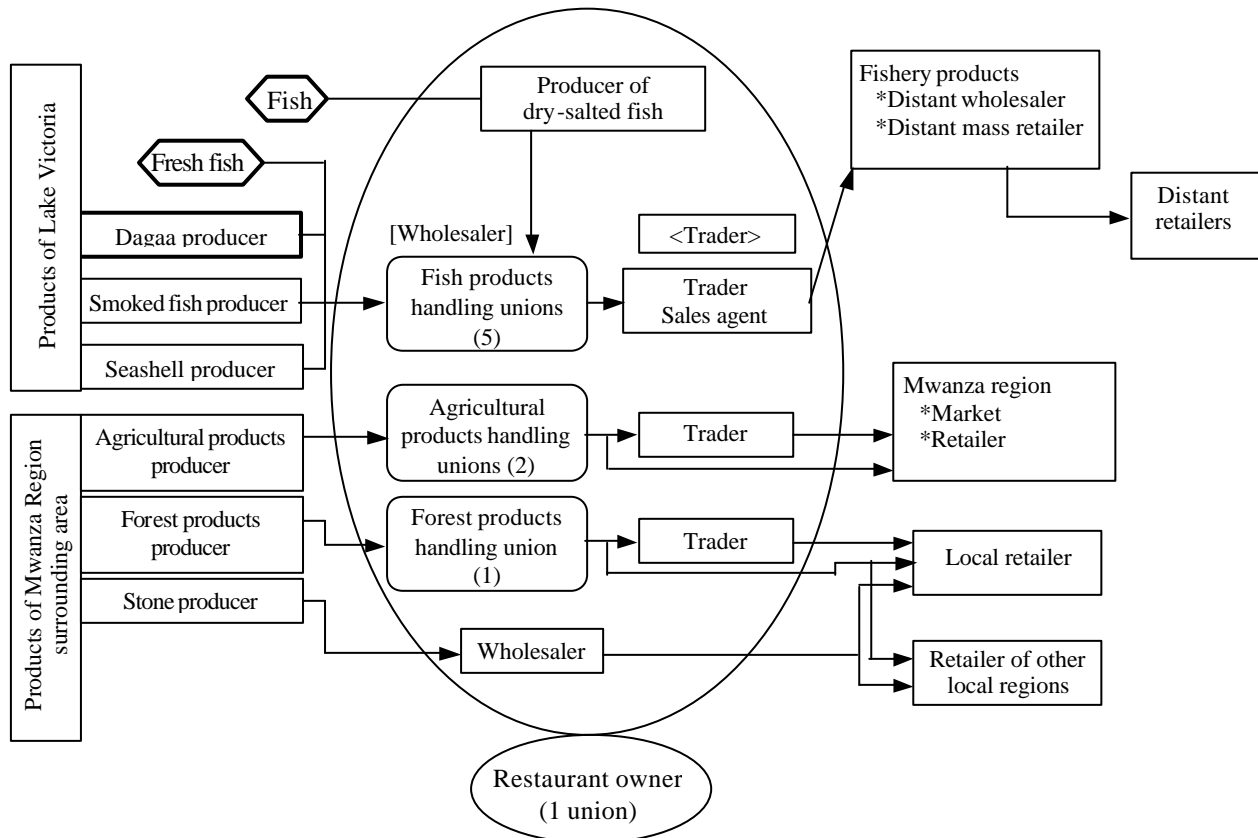 Products of Lake Victoria
Fish
Fresh fish
Dagaa producer
Smoked fish producer
Seashell producer
Producer of
dry-salted fish
[Wholesaler]
Fish products
handling unions
(5)
<Trader>
Trader
Sales agent
Fishery products
*Distant wholesaler
*Distant mass retailer
Distant
retailers
Products of Mwanza Region
surrounding area
Agricultural products
producer
Forest products
producer
Stone producer
Agricultural
products handling
unions (2)
Trader
Mwanza region
*Market
*Retailer
Forest products
handling union
(1)
Trader
Local retailer
Wholesaler
Retailer of other
local regions
Restaurant owner
(1 union)